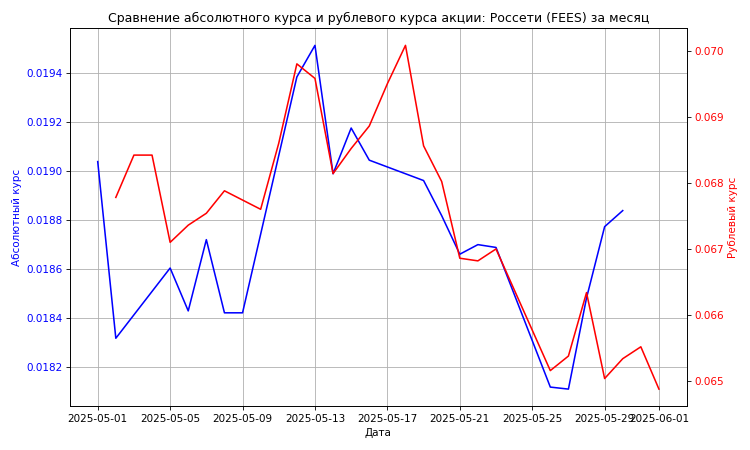 Сравнение абсолютного курса и рублевого курса акции: Россети (FEES) за месяц
Абсолютный курс
0.0194
0.0192
0.0190
0.0188
0.0186
0.0184
0.0182
0.070
0.069
0.068
0.067
0.066
0.065
Рублевый курс
2025-05-01 2025-05-05 2025-05-09 2025-05-13 2025-05-17 2025-05-21 2025-05-25 2025-05-29 2025-06-01
Дата